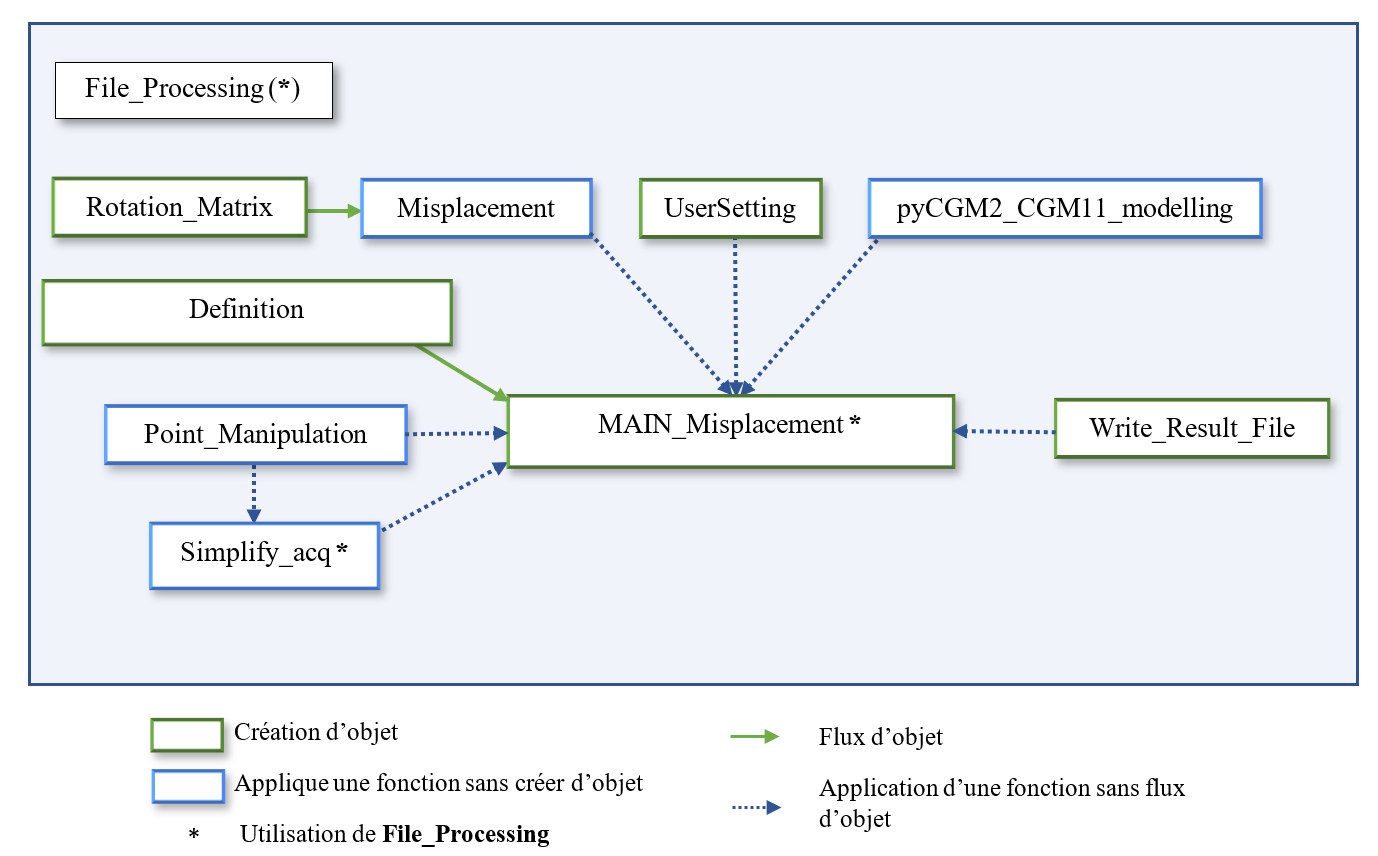 File_Processing (*)
Rotation_Matrix
Misplacement
UserSetting
pyCGM2_CGM11_modelling
Definition
MAIN_Misplacement *
Write_Result_File
Point_Manipulation
Simplify_acq *
Création d’objet
Flux d’objet
Applique une fonction sans créer d’objet
Application d’une fonction sans flux
d’objet
* Utilisation de File_Processing